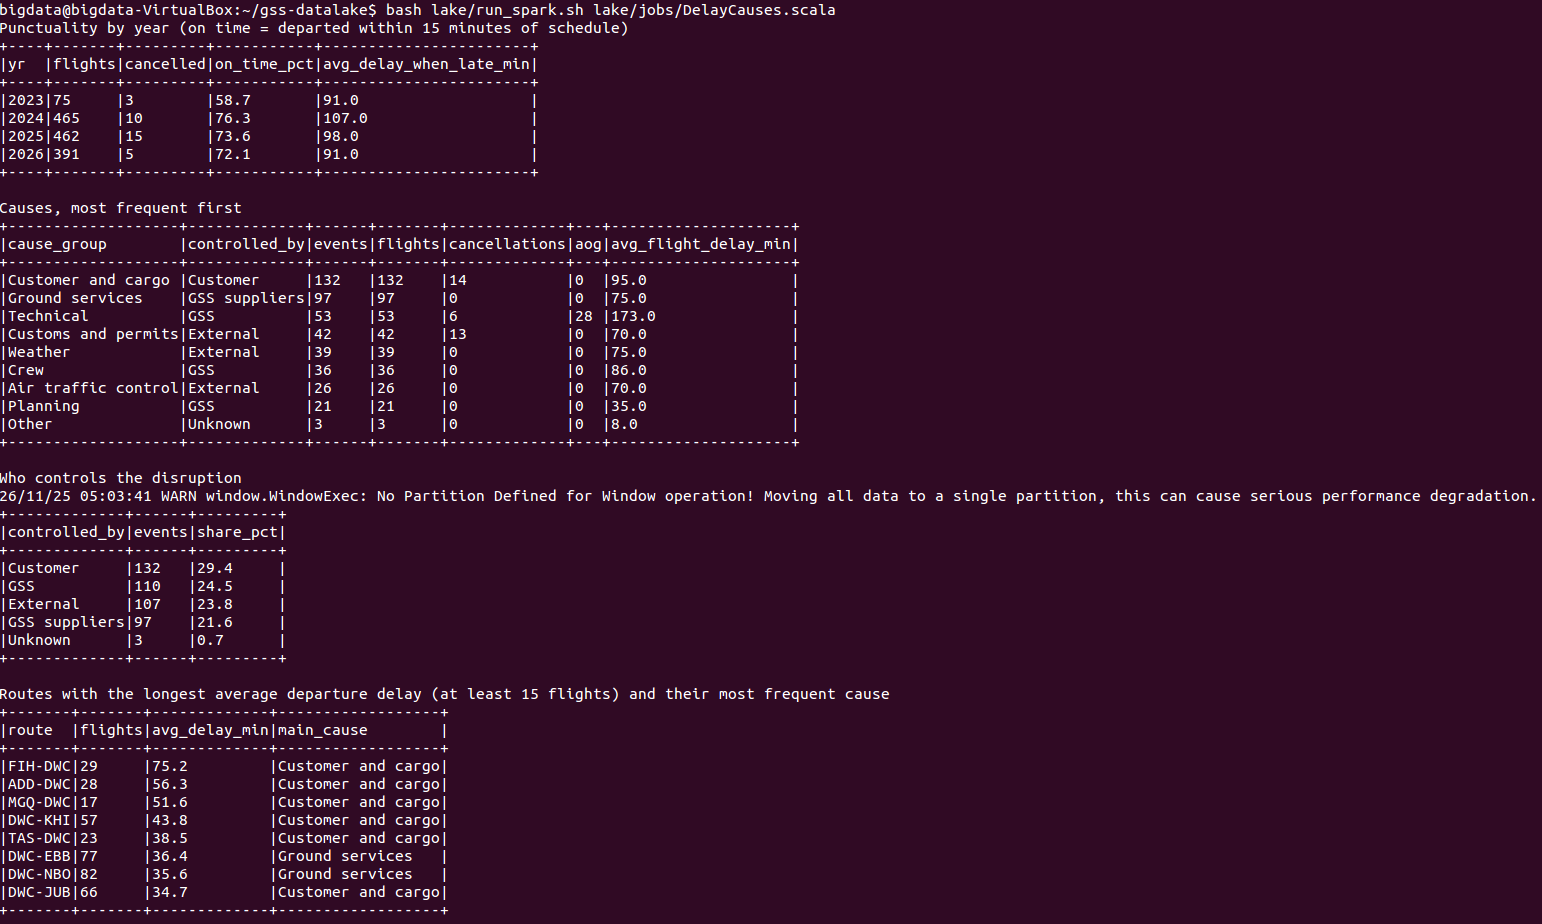 bigdata@bigdata-VirtualBox:~/gss-datalake$ bash lake/run_spark.sh lake/jobs/DelayCauses.scala
Punctuality by year (on time = departed within 15 minutes of schedule)
+----+-------+---------+-----------+-----------------------+
|yr  |flights|cancelled|on_time_pct|avg_delay_when_late_min|
+----+-------+---------+-----------+-----------------------+
|2023|75     |3        |58.7       |91.0                   |
|2024|465    |10       |76.3       |107.0                  |
|2025|462    |15       |73.6       |98.0                   |
|2026|391    |5        |72.1       |91.0                   |
+----+-------+---------+-----------+-----------------------+

Causes, most frequent first
+-------------------+-------------+------+-------+-------------+---+--------------------+
|cause_group        |controlled_by|events|flights|cancellations|aog|avg_flight_delay_min|
+-------------------+-------------+------+-------+-------------+---+--------------------+
|Customer and cargo |Customer     |132   |132    |14           |0  |95.0                |
|Ground services    |GSS suppliers|97    |97     |0            |0  |75.0                |
|Technical          |GSS          |53    |53     |6            |28 |173.0               |
|Customs and permits|External     |42    |42     |13           |0  |70.0                |
|Weather            |External     |39    |39     |0            |0  |75.0                |
|Crew               |GSS          |36    |36     |0            |0  |86.0                |
|Air traffic control|External     |26    |26     |0            |0  |70.0                |
|Planning           |GSS          |21    |21     |0            |0  |35.0                |
|Other              |Unknown      |3     |3      |0            |0  |8.0                 |
+-------------------+-------------+------+-------+-------------+---+--------------------+

Who controls the disruption
26/11/25 05:03:41 WARN window.WindowExec: No Partition Defined for Window operation! Moving all data to a single partition, this can cause serious performance degradation.
+-------------+------+---------+
|controlled_by|events|share_pct|
+-------------+------+---------+
|Customer     |132   |29.4     |
|GSS          |110   |24.5     |
|External     |107   |23.8     |
|GSS suppliers|97    |21.6     |
|Unknown      |3     |0.7      |
+-------------+------+---------+

Routes with the longest average departure delay (at least 15 flights) and their most frequent cause
+-------+-------+-------------+------------------+
|route  |flights|avg_delay_min|main_cause        |
+-------+-------+-------------+------------------+
|FIH-DWC|29     |75.2         |Customer and cargo|
|ADD-DWC|28     |56.3         |Customer and cargo|
|MGQ-DWC|17     |51.6         |Customer and cargo|
|DWC-KHI|57     |43.8         |Customer and cargo|
|TAS-DWC|23     |38.5         |Customer and cargo|
|DWC-EBB|77     |36.4         |Ground services   |
|DWC-NBO|82     |35.6         |Ground services   |
|DWC-JUB|66     |34.7         |Customer and cargo|
+-------+-------+-------------+------------------+